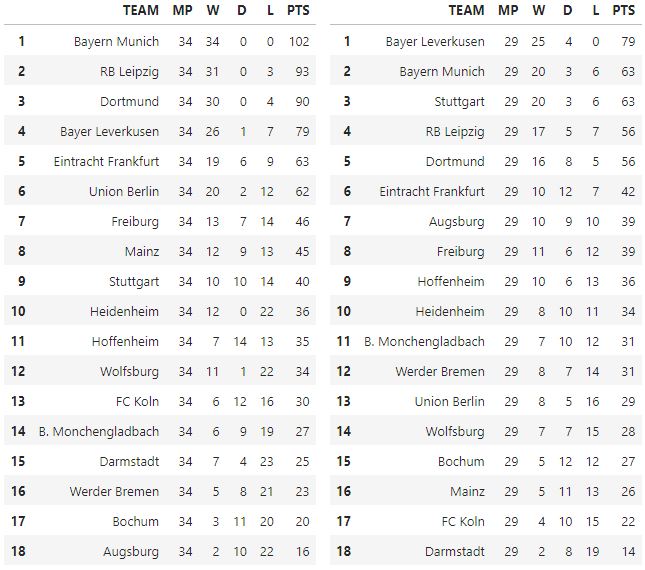 TEAM MP W D L PTS
1 Bayern Munich 34 34 0 0 102
2 RB Leipzig 34 31 0 3 93
3 Dortmund 34 30 0 4 90
4 Bayer Leverkusen 34 26 1 7 79
5 Eintracht Frankfurt 34 19 6 9 63
6 Union Berlin 34 20 2 12 62
7 Freiburg 34 13 7 14 46
8 Mainz 34 12 9 13 45
9 Stuttgart 34 10 10 14 40
10 Heidenheim 34 12 0 22 36
11 Hoffenheim 34 7 14 13 35
12 Wolfsburg 34 11 1 22 34
13 FC Koln 34 6 12 16 30
14 B. Monchengladbach 34 6 9 19 27
15 Darmstadt 34 7 4 23 25
16 Werder Bremen 34 5 8 21 23
17 Bochum 34 3 11 20 20
18 Augsburg 34 2 10 22 16
TEAM MP W D L PTS
1 Bayer Leverkusen 29 25 4 0 79
2 Bayern Munich 29 20 3 6 63
3 Stuttgart 29 20 3 6 63
4 RB Leipzig 29 17 5 7 56
5 Dortmund 29 16 8 5 56
6 Eintracht Frankfurt 29 10 12 7 42
7 Augsburg 29 10 9 10 39
8 Freiburg 29 11 6 12 39
9 Hoffenheim 29 10 6 13 36
10 Heidenheim 29 8 10 11 34
11 B. Monchengladbach 29 7 10 12 31
12 Werder Bremen 29 8 7 14 31
13 Union Berlin 29 8 5 16 29
14 Wolfsburg 29 7 7 15 28
15 Bochum 29 5 12 12 27
16 Mainz 29 5 11 13 26
17 FC Koln 29 4 10 15 22
18 Darmstadt 29 2 8 19 14